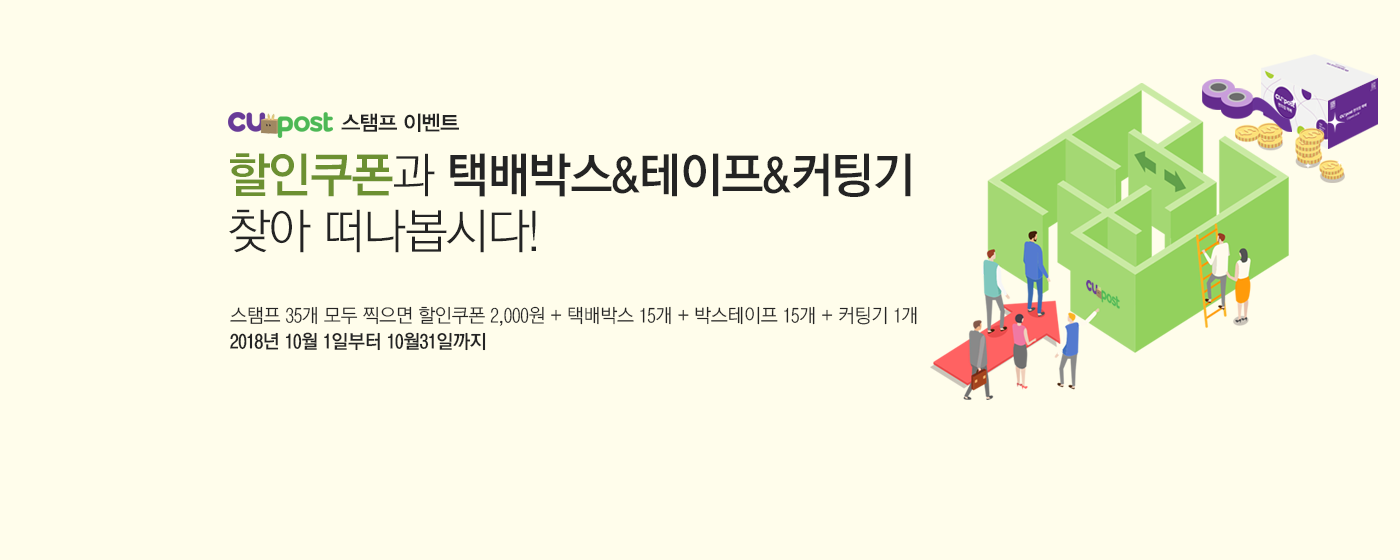 CUpost 스탬프 이벤트
할인쿠폰과 택배박스&테이프&커팅기
찾아 떠나봅시다!
스탬프 35개 모두 찍으면 할인쿠폰 2,000원 + 택배박스 15개 + 박스테이프 15개 + 커팅기 1개
2018년 10월 1일부터 10월31일까지
CUpost
CUpost